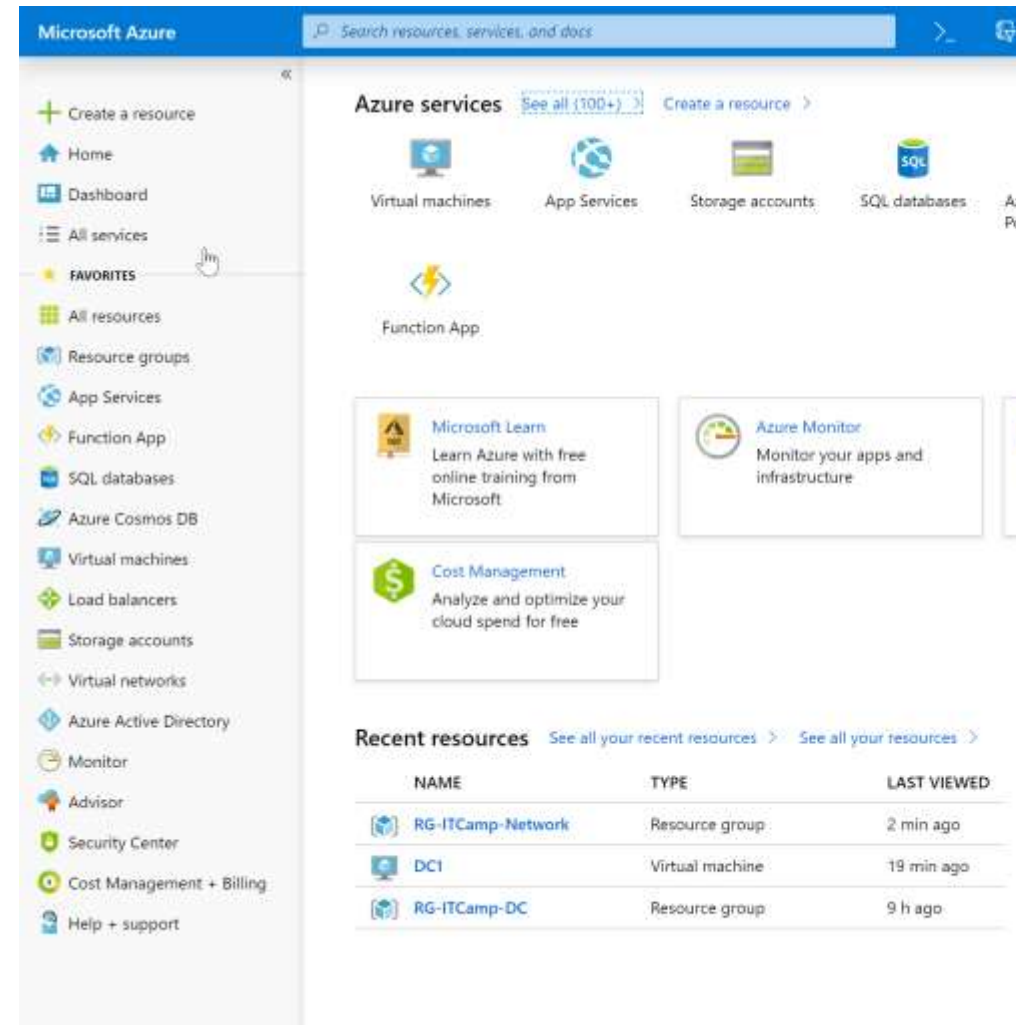 Microsoft Azure
Search resources, services, and docs
«
Create a resource
Home
Dashboard
All services
FAVORITES
All resources
Resource groups
App Services
Function App
SQL databases
Azure Cosmos DB
Virtual machines
Load balancers
Storage accounts
Virtual networks
Azure Active Directory
Monitor
Advisor
Security Center
Cost Management + Billing
Help + support
Azure services See all (100+) > Create a resource >
SQL
Virtual machines App Services Storage accounts SQL databases
Function App
Microsoft Learn
Learn Azure with free
online training from
Microsoft
Azure Monitor
Monitor your apps and
infrastructure
Cost Management
Analyze and optimize your
cloud spend for free
Recent resources See all your recent resources > See all your resources >
NAME TYPE LAST VIEWED
RG-ITCamp-Network Resource group 2 min ago
DC1 Virtual machine 19 min ago
RG-ITCamp-DC Resource group 9 h ago